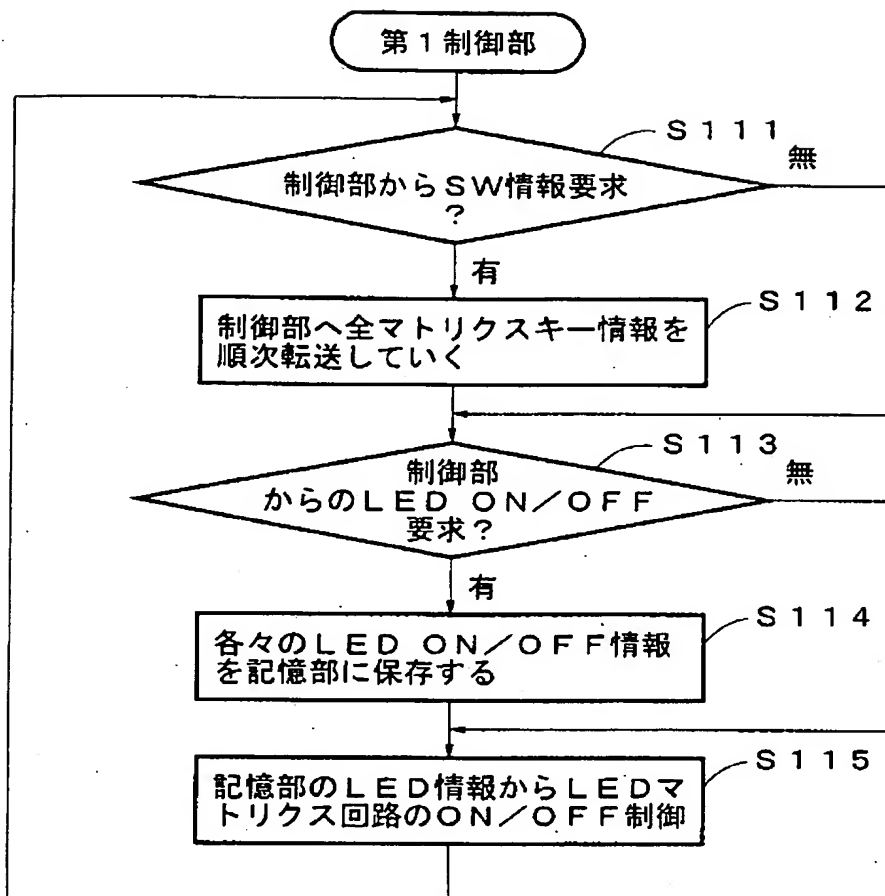 第1制御部
S111
無
制御部からSW情報要求
?
有
S112
制御部へ全マトリクスキー情報を
順次転送していく
S113
無
制御部
からのLED ON/OFF
要求?
有
S114
各々のLED ON/OFF情報
を記憶部に保存する
S115
記憶部のLED情報からLEDマ
トリクス回路のON/OFF制御